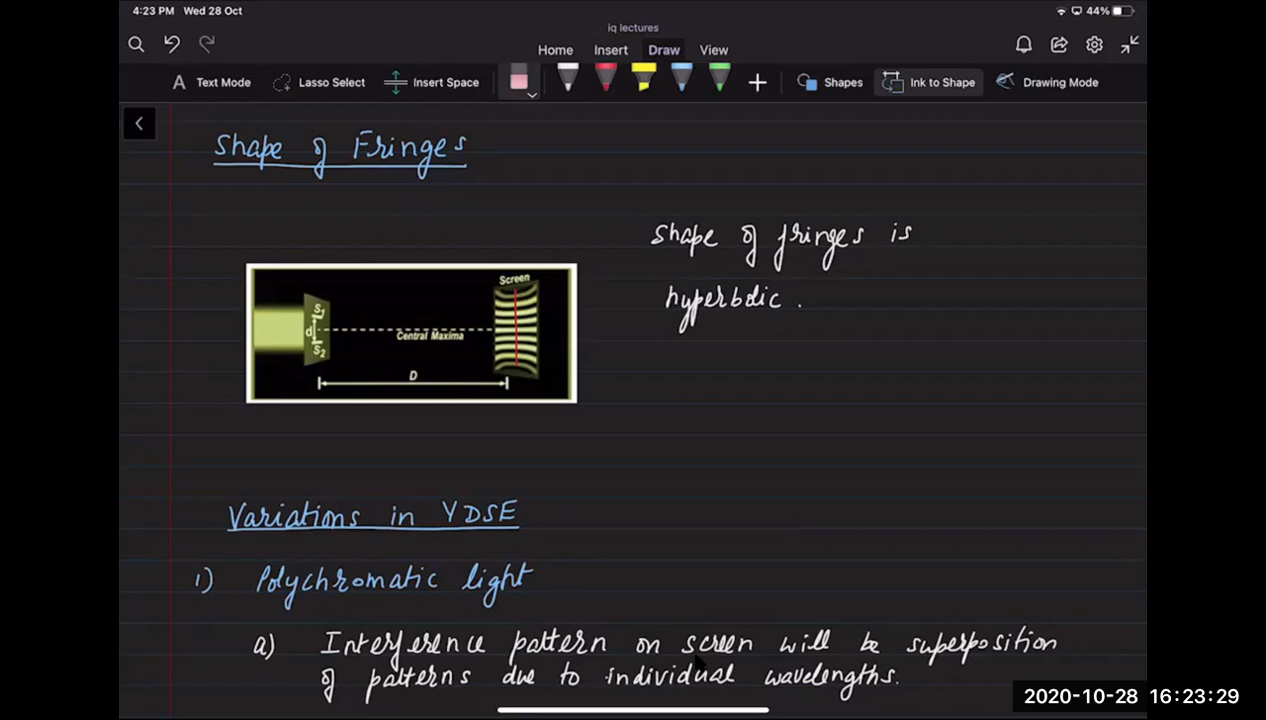 4:23 PM Wed 28 Oct
44%
iq lectures
Home Insert Draw View
Text Mode Lasso Select Insert Space Shapes Ink to Shape Drawing Mode
Shape of Fringes
Shape of fringes is
hyperbolic .
Screen
S1
d
S2
Central Maxima
D
Variations in YDSE
1) Polychromatic light
a) Interference pattern on screen will be superposition
of patterns due to individual wavelengths.
2020-10-28 16:23:29